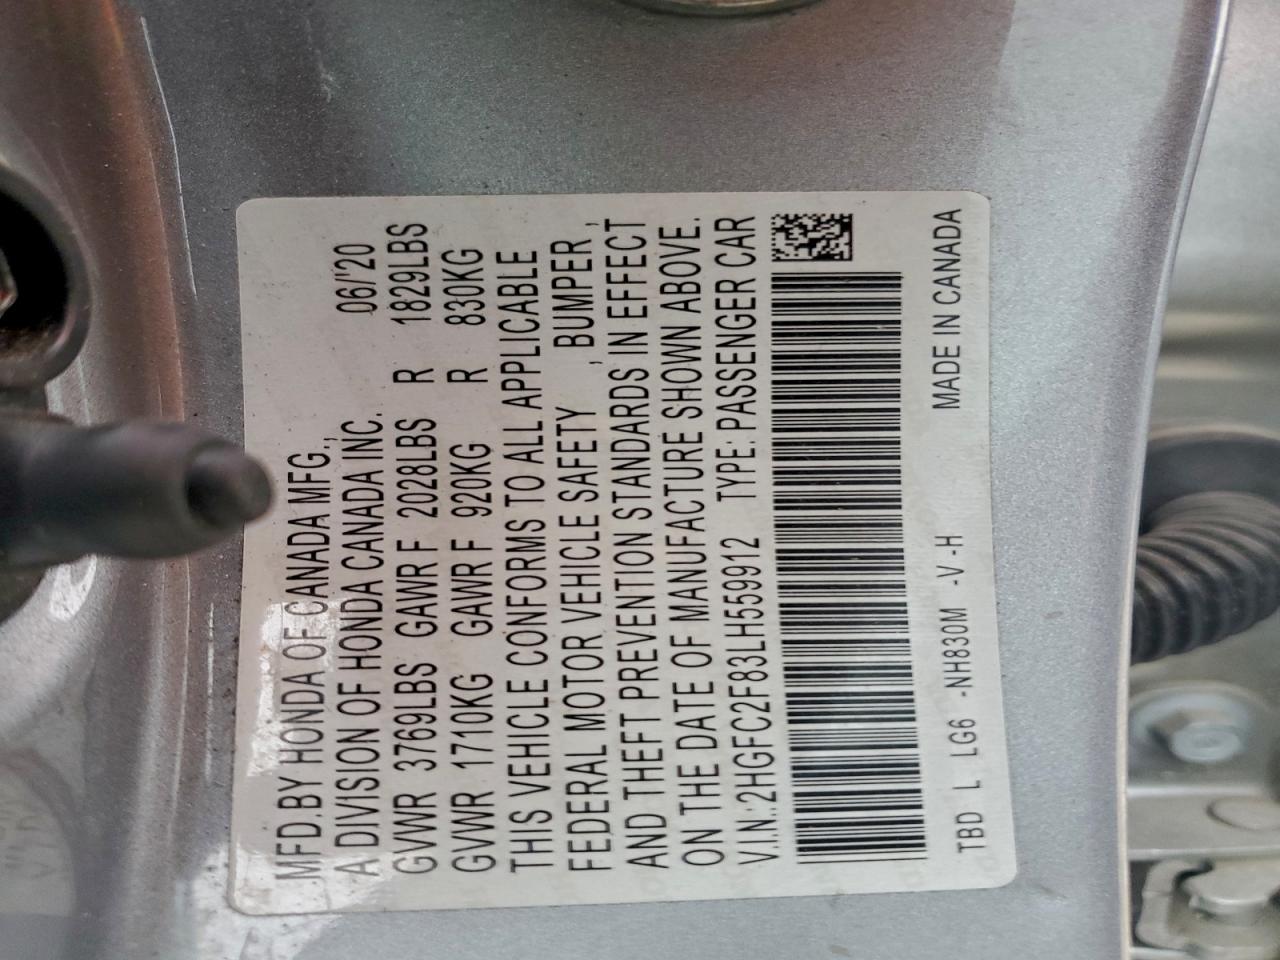 MFD.BY HONDA OF CANADA MFG.,
A DIVISION OF HONDA CANADA INC. 06/'20
GVWR 3769LBS GAWR F 2028LBS R 1829LBS
GVWR 1710KG GAWR F 920KG R 830KG
THIS VEHICLE CONFORMS TO ALL APPLICABLE
FEDERAL MOTOR VEHICLE SAFETY , BUMPER ,
AND THEFT PREVENTION STANDARDS IN EFFECT
ON THE DATE OF MANUFACTURE SHOWN ABOVE.
V.I.N.:2HGFC2F83LH559912 TYPE: PASSENGER CAR
TBD L LG6 -NH830M -V -H MADE IN CANADA